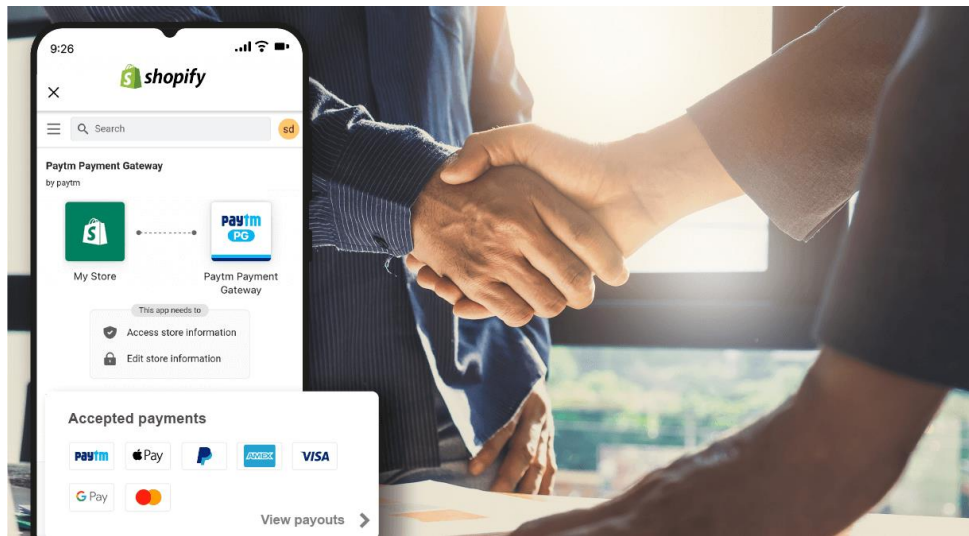 9:26
shopify
Search
sd
Paytm Payment Gateway
by paytm
paytm
PG
My Store
Paytm Payment
Gateway
This app needs to
Access store information
Edit store information
Accepted payments
paytm
Pay
AMEX
VISA
G Pay
View payouts